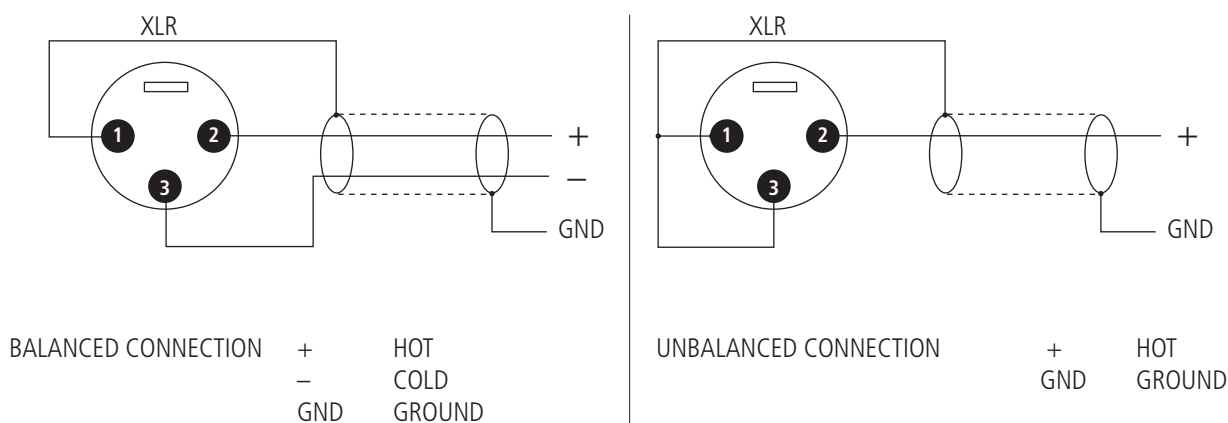 XLR
1
2
3
+
–
GND
BALANCED CONNECTION + HOT
– COLD
GND GROUND
XLR
1
2
3
+
GND
UNBALANCED CONNECTION + HOT
GND GROUND